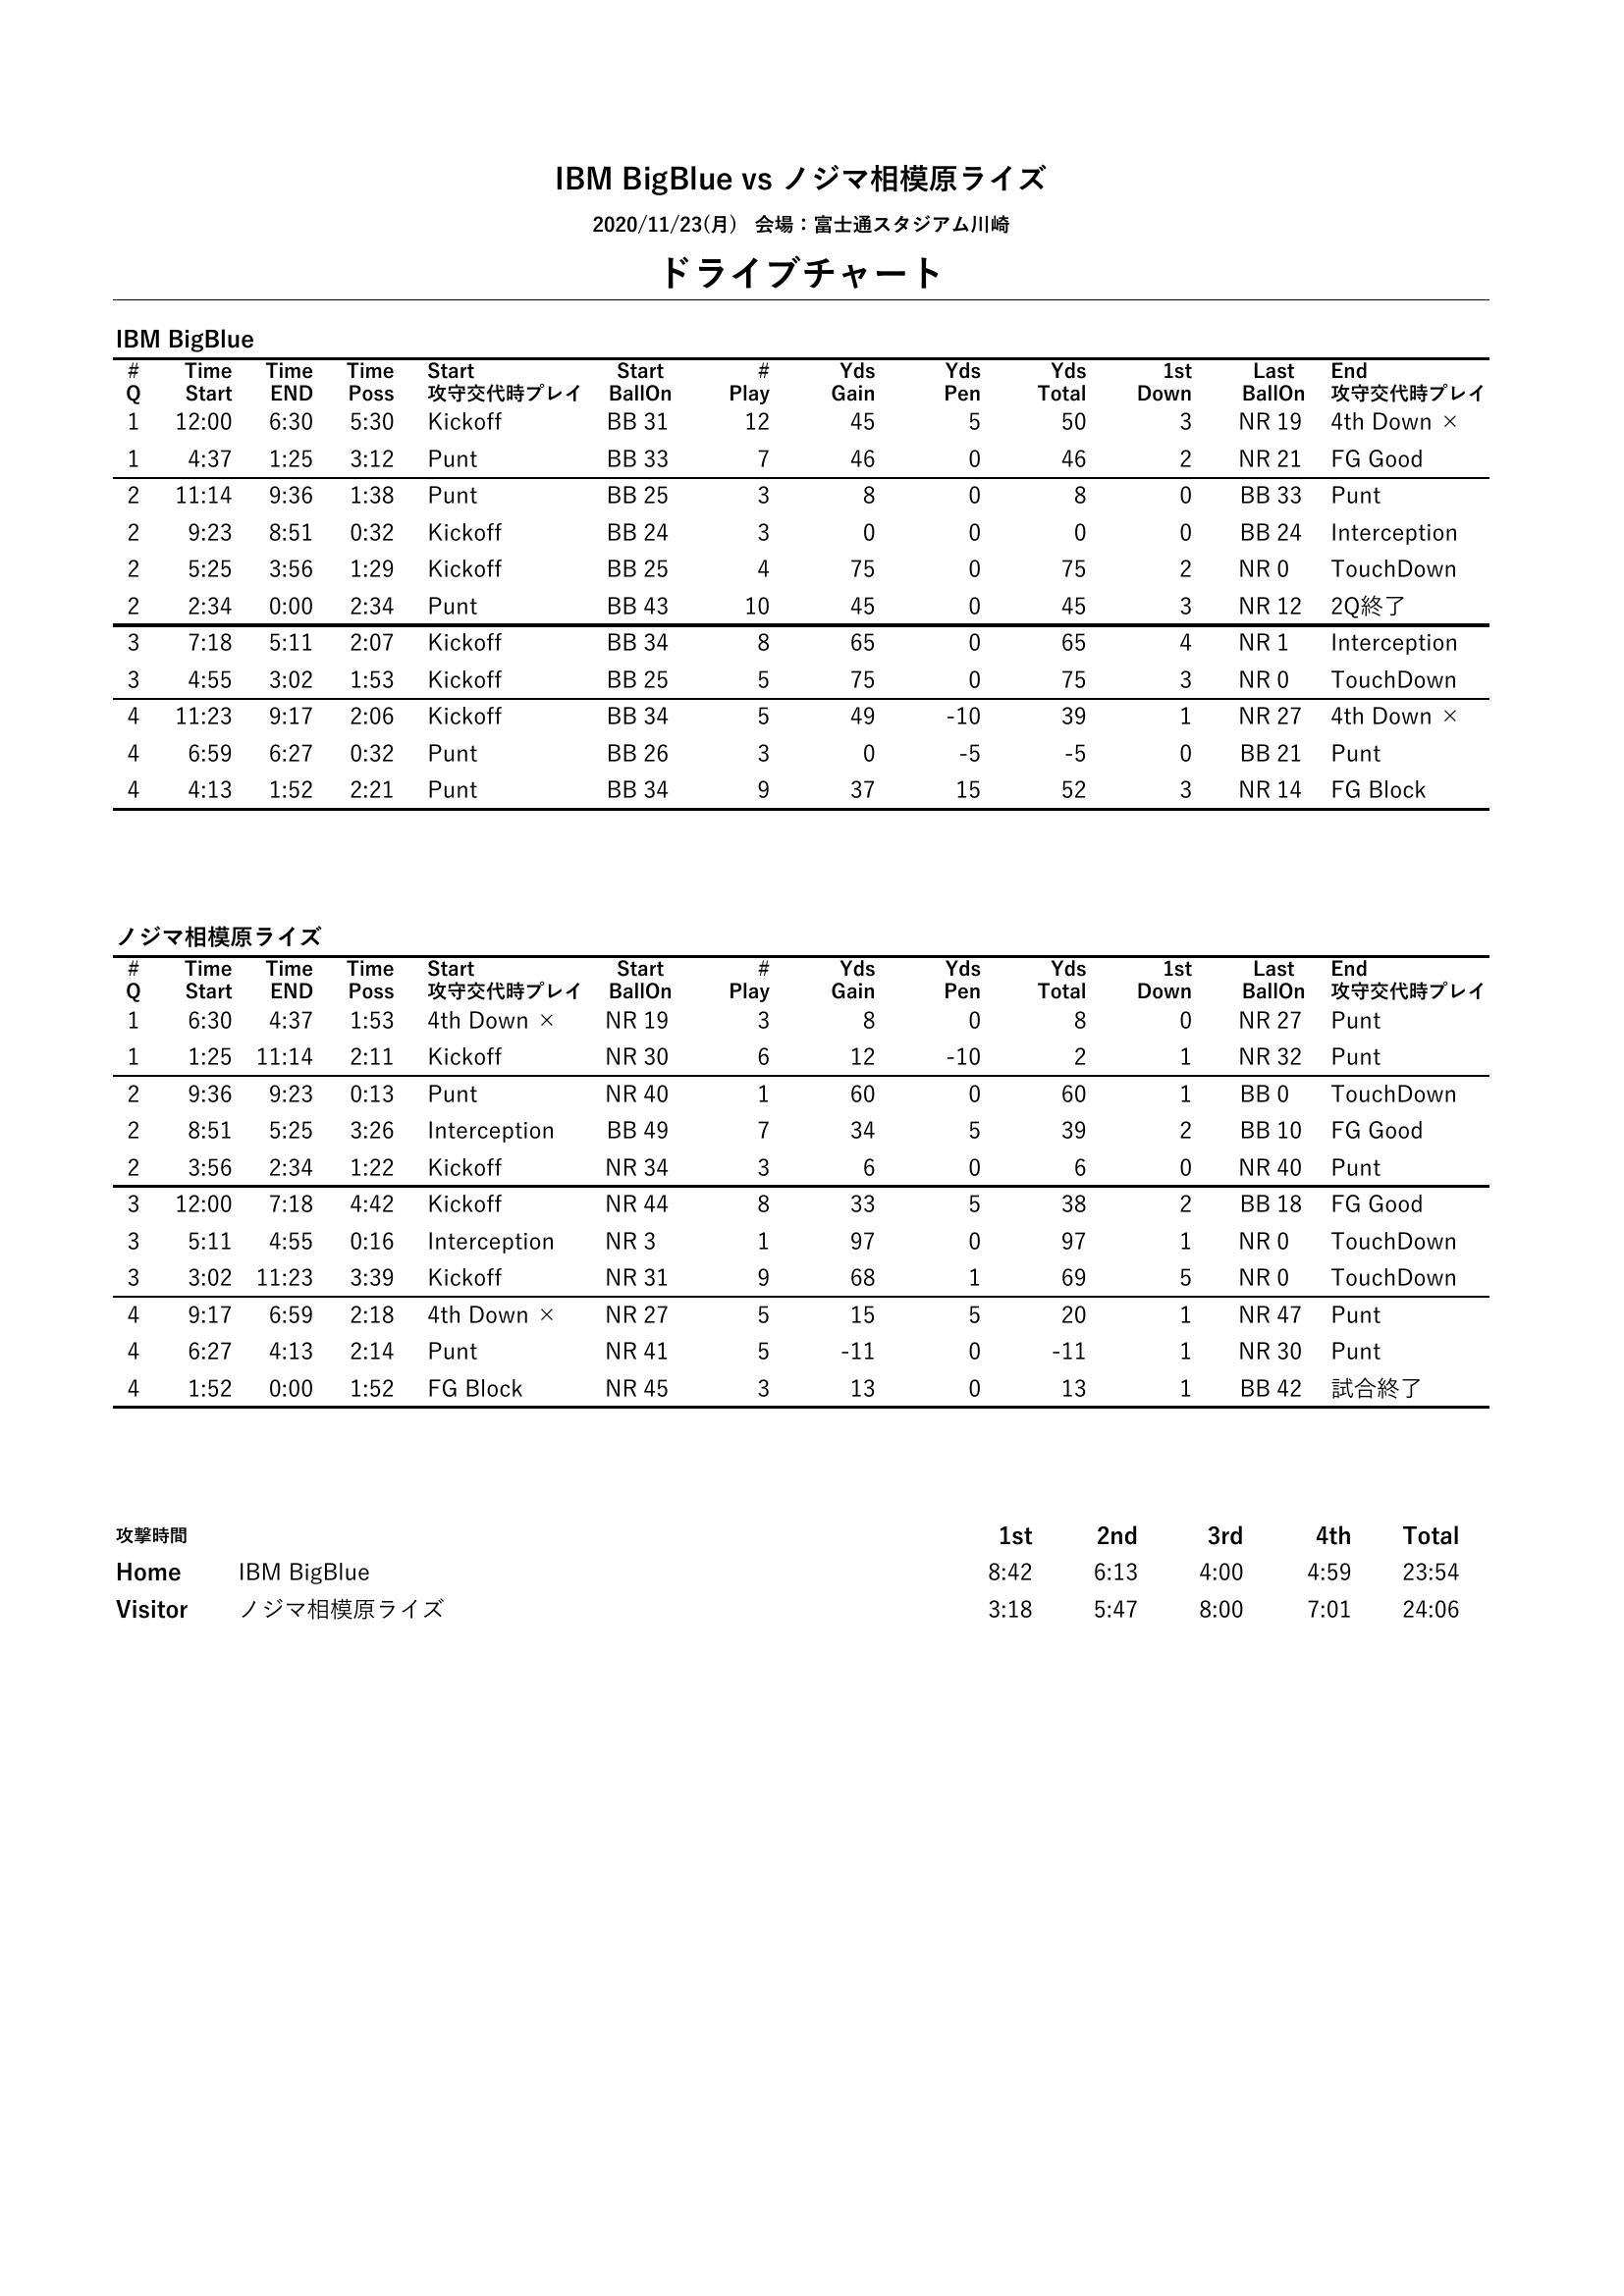 IBM BigBlue vs ノジマ相模原ライズ
2020/11/23(月) 会場：富士通スタジアム川崎
ドライブチャート
IBM BigBlue
# Time Time Time Start Start # Yds Yds Yds 1st Last End
Q Start END Poss 攻守交代時プレイ BallOn Play Gain Pen Total Down BallOn 攻守交代時プレイ
1 12:00 6:30 5:30 Kickoff BB 31 12 45 5 50 3 NR 19 4th Down ×
1 4:37 1:25 3:12 Punt BB 33 7 46 0 46 2 NR 21 FG Good
2 11:14 9:36 1:38 Punt BB 25 3 8 0 8 0 BB 33 Punt
2 9:23 8:51 0:32 Kickoff BB 24 3 0 0 0 0 BB 24 Interception
2 5:25 3:56 1:29 Kickoff BB 25 4 75 0 75 2 NR 0 TouchDown
2 2:34 0:00 2:34 Punt BB 43 10 45 0 45 3 NR 12 2Q終了
3 7:18 5:11 2:07 Kickoff BB 34 8 65 0 65 4 NR 1 Interception
3 4:55 3:02 1:53 Kickoff BB 25 5 75 0 75 3 NR 0 TouchDown
4 11:23 9:17 2:06 Kickoff BB 34 5 49 -10 39 1 NR 27 4th Down ×
4 6:59 6:27 0:32 Punt BB 26 3 0 -5 -5 0 BB 21 Punt
4 4:13 1:52 2:21 Punt BB 34 9 37 15 52 3 NR 14 FG Block
ノジマ相模原ライズ
# Time Time Time Start Start # Yds Yds Yds 1st Last End
Q Start END Poss 攻守交代時プレイ BallOn Play Gain Pen Total Down BallOn 攻守交代時プレイ
1 6:30 4:37 1:53 4th Down × NR 19 3 8 0 8 0 NR 27 Punt
1 1:25 11:14 2:11 Kickoff NR 30 6 12 -10 2 1 NR 32 Punt
2 9:36 9:23 0:13 Punt NR 40 1 60 0 60 1 BB 0 TouchDown
2 8:51 5:25 3:26 Interception BB 49 7 34 5 39 2 BB 10 FG Good
2 3:56 2:34 1:22 Kickoff NR 34 3 6 0 6 0 NR 40 Punt
3 12:00 7:18 4:42 Kickoff NR 44 8 33 5 38 2 BB 18 FG Good
3 5:11 4:55 0:16 Interception NR 3 1 97 0 97 1 NR 0 TouchDown
3 3:02 11:23 3:39 Kickoff NR 31 9 68 1 69 5 NR 0 TouchDown
4 9:17 6:59 2:18 4th Down × NR 27 5 15 5 20 1 NR 47 Punt
4 6:27 4:13 2:14 Punt NR 41 5 -11 0 -11 1 NR 30 Punt
4 1:52 0:00 1:52 FG Block NR 45 3 13 0 13 1 BB 42 試合終了
攻撃時間 1st 2nd 3rd 4th Total
Home IBM BigBlue 8:42 6:13 4:00 4:59 23:54
Visitor ノジマ相模原ライズ 3:18 5:47 8:00 7:01 24:06